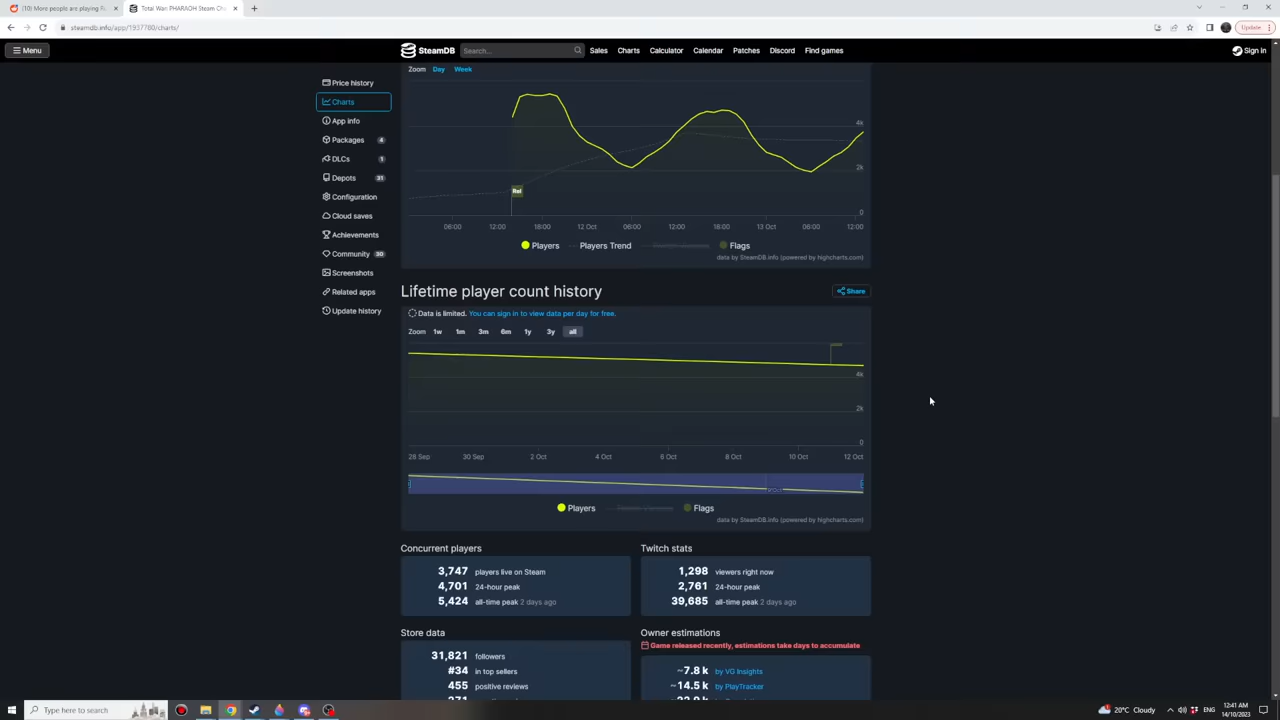 (10) More people are playing R
Total War: PHARAOH Steam Ch
steamdb.info/app/1937780/charts/
Update
Menu
SteamDB
Search...
Sales
Charts
Calculator
Calendar
Patches
Discord
Find games
Sign in
Price history
Charts
App info
Packages 4
DLCs 1
Depots 31
Configuration
Cloud saves
Achievements
Community 30
Screenshots
Related apps
Update history
Zoom Day Week
4k
2k
0
Rel
06:00 12:00 18:00 12 Oct 06:00 12:00 18:00 13 Oct 06:00 12:00
Players Players Trend Flags
data by SteamDB.info (powered by highcharts.com)
Lifetime player count history
Share
Data is limited. You can sign in to view data per day for free.
Zoom 1w 1m 3m 6m 1y 3y all
4k
2k
0
28 Sep 30 Sep 2 Oct 4 Oct 6 Oct 8 Oct 10 Oct 12 Oct
Players Flags
data by SteamDB.info (powered by highcharts.com)
Concurrent players
3,747 players live on Steam
4,701 24-hour peak
5,424 all-time peak 2 days ago
Twitch stats
1,298 viewers right now
2,761 24-hour peak
39,685 all-time peak 2 days ago
Store data
31,821 followers
#34 in top sellers
455 positive reviews
Owner estimations
Game released recently, estimations take days to accumulate
~7.8 k by VG Insights
~14.5 k by PlayTracker
Type here to search
20°C Cloudy
ENG
12:41 AM
14/10/2023